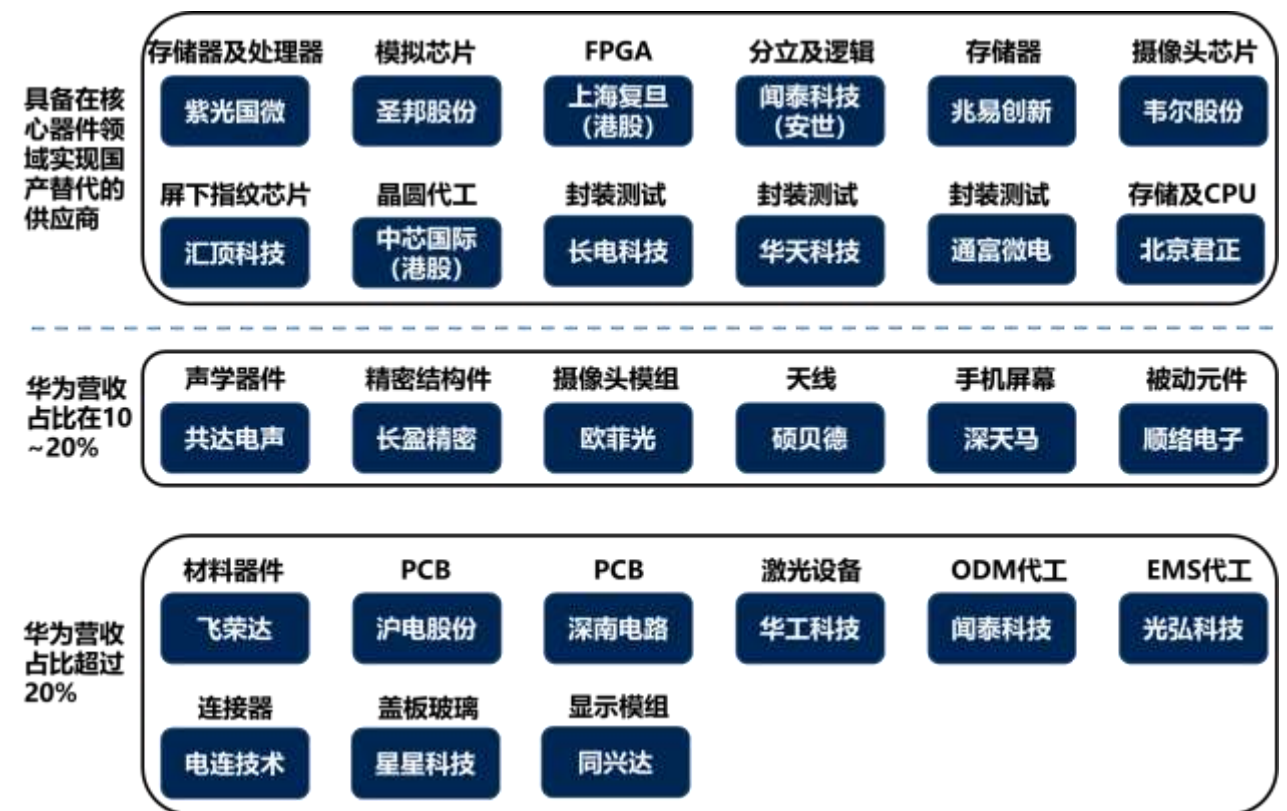 具备在核
心器件领
域实现国
产替代的
供应商
存储器及处理器
紫光国微
模拟芯片
圣邦股份
FPGA
上海复旦
（港股）
分立及逻辑
闻泰科技
（安世）
存储器
兆易创新
摄像头芯片
韦尔股份
屏下指纹芯片
汇顶科技
晶圆代工
中芯国际
（港股）
封装测试
长电科技
封装测试
华天科技
封装测试
通富微电
存储及CPU
北京君正
华为营收
占比在10
~20%
声学器件
共达电声
精密结构件
长盈精密
摄像头模组
欧菲光
天线
硕贝德
手机屏幕
深天马
被动元件
顺络电子
华为营收
占比超过
20%
材料器件
飞荣达
PCB
沪电股份
PCB
深南电路
激光设备
华工科技
ODM代工
闻泰科技
EMS代工
光弘科技
连接器
电连技术
盖板玻璃
星星科技
显示模组
同兴达